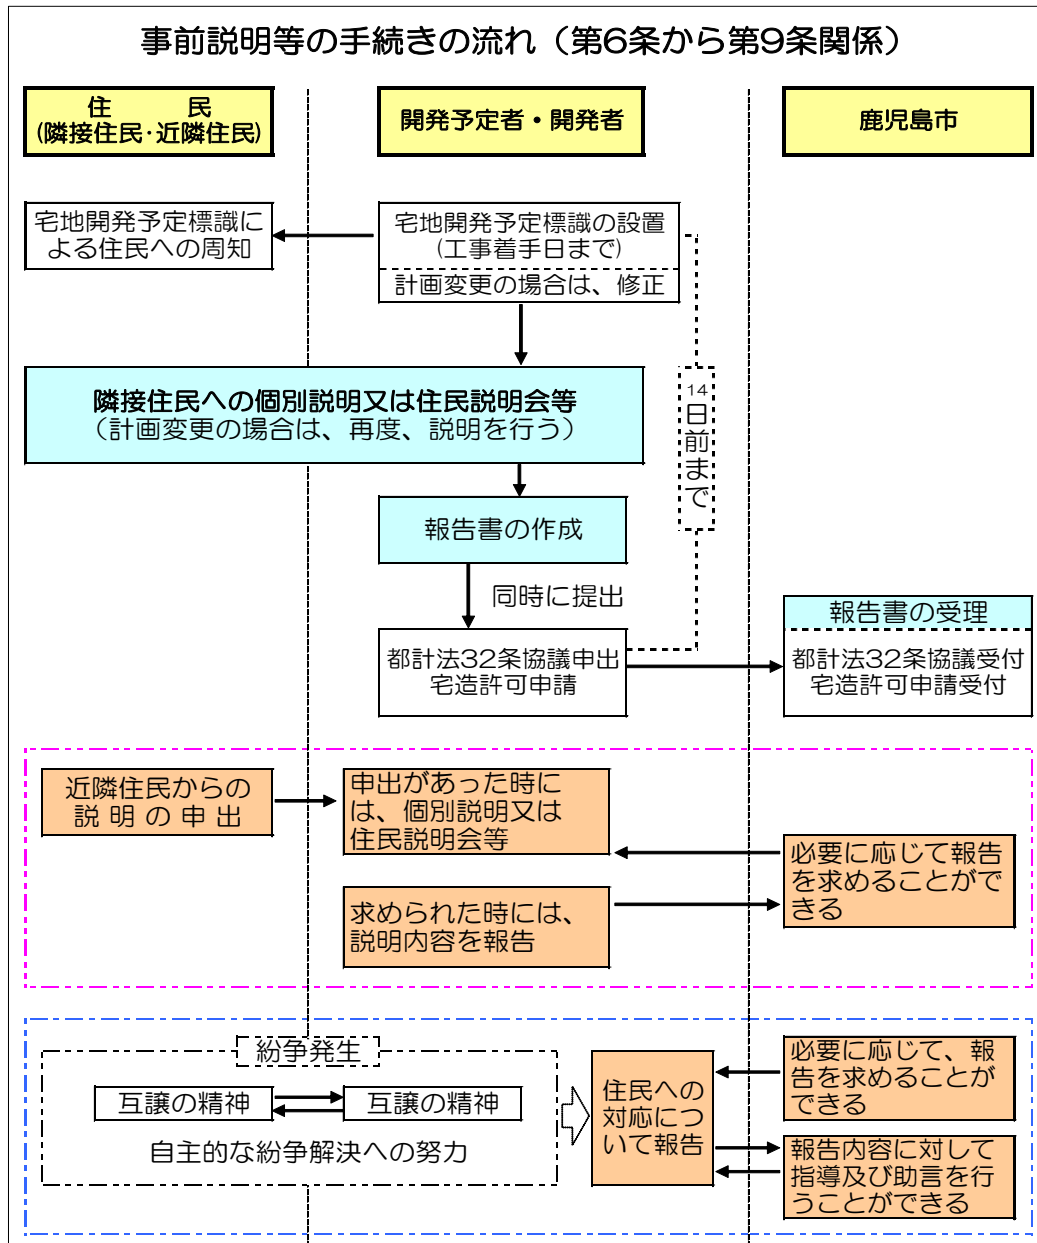 事前説明等の手続きの流れ（第6条から第9条関係）
住　　　民
(隣接住民・近隣住民)
開発予定者・開発者
鹿児島市
宅地開発予定標識に
よる住民への周知
宅地開発予定標識の設置
(工事着手日まで)
計画変更の場合は、修正
隣接住民への個別説明又は住民説明会等
（計画変更の場合は、再度、説明を行う）
14日前まで
報告書の作成
同時に提出
都計法32条協議申出
宅造許可申請
報告書の受理
都計法32条協議受付
宅造許可申請受付
近隣住民からの
説 明 の 申 出
申出があった時に
は、個別説明又は
住民説明会等
必要に応じて報告
を求めることがで
きる
求められた時には、
説明内容を報告
紛争発生
互譲の精神
互譲の精神
自主的な紛争解決への努力
住民への
対応につ
いて報告
必要に応じて、報
告を求めることが
できる
報告内容に対して
指導及び助言を行
うことができる